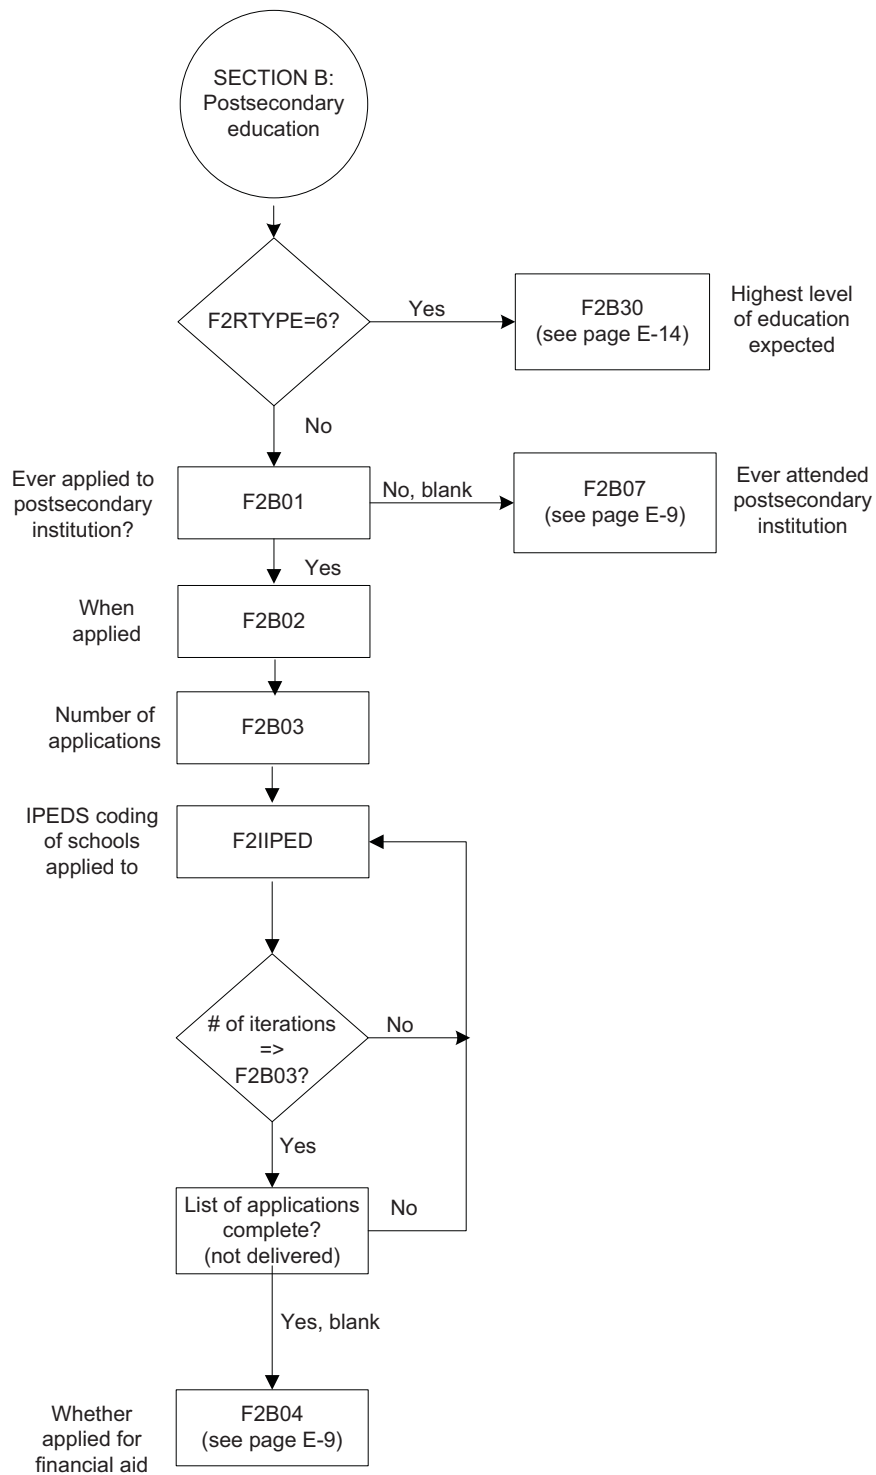 SECTION B:
Postsecondary
education
F2RTYPE=6?
Yes
F2B30
(see page E-14)
Highest level
of education
expected
No
Ever applied to
postsecondary
institution?
F2B01
No, blank
F2B07
(see page E-9)
Ever attended
postsecondary
institution
Yes
When
applied
F2B02
Number of
applications
F2B03
IPEDS coding
of schools
applied to
F2IIPED
# of iterations
=>
F2B03?
No
Yes
List of applications
complete?
(not delivered)
No
Yes, blank
Whether
applied for
financial aid
F2B04
(see page E-9)